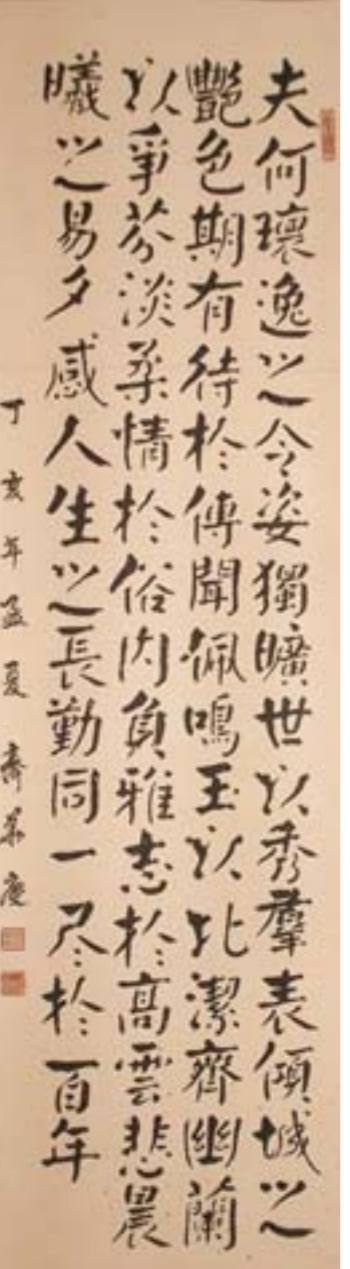 夫何瓌逸之令姿獨曠世以秀羣表傾城之
豔色期有待於傳聞佩鳴玉以比潔齊幽蘭
以爭芬淡柔情於俗内負雅志於高雲悲晨
曦之易夕感人生之長勤同一尽於百年
丁亥年孟夏